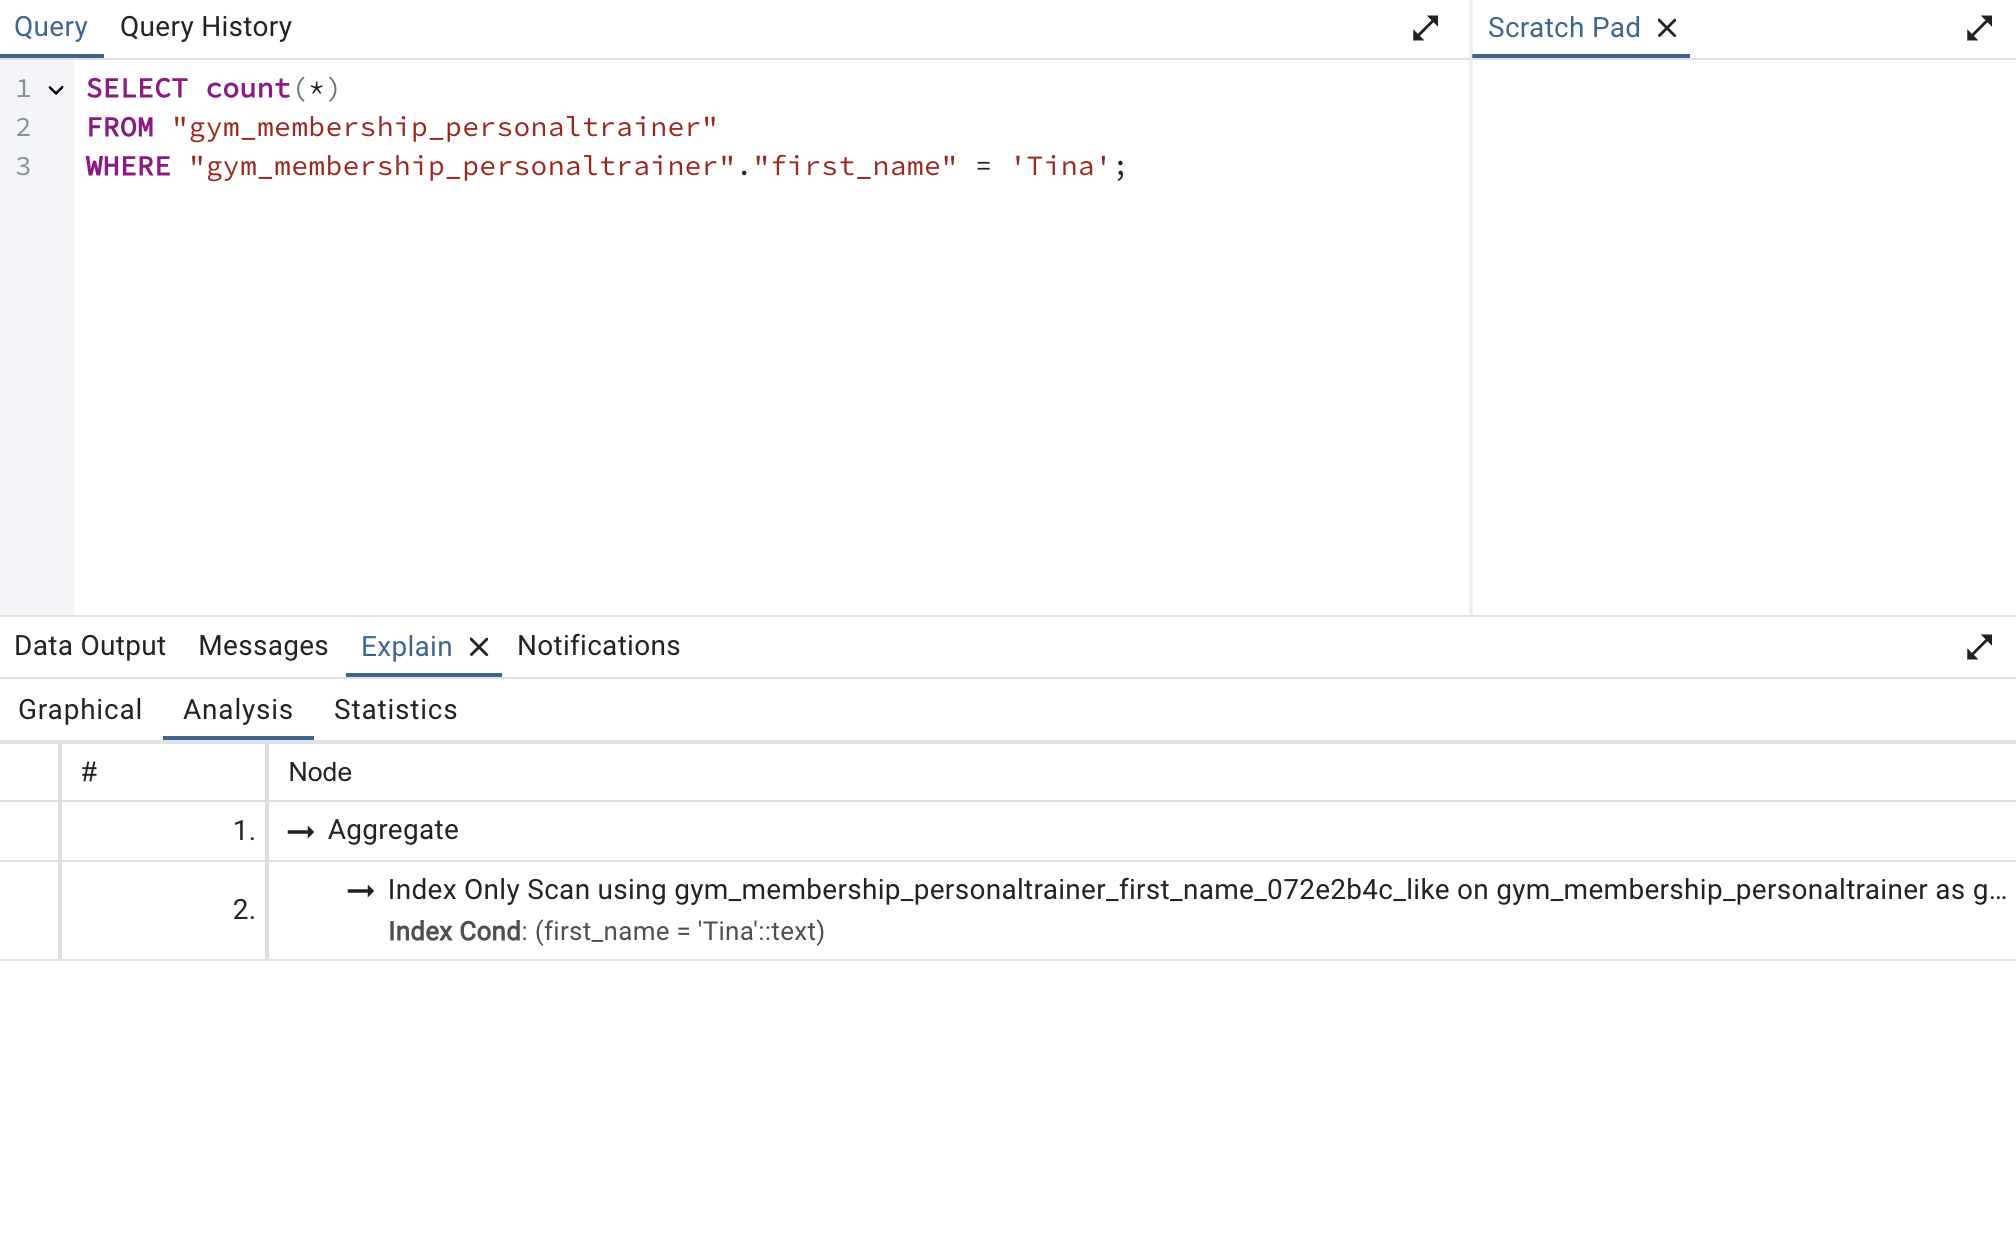 Query Query History
Scratch Pad
1 SELECT count(*)
2 FROM "gym_membership_personaltrainer"
3 WHERE "gym_membership_personaltrainer"."first_name" = 'Tina';
Data Output Messages Explain Notifications
Graphical Analysis Statistics
# Node
1. → Aggregate
2. → Index Only Scan using gym_membership_personaltrainer_first_name_072e2b4c_like on gym_membership_personaltrainer as g...
Index Cond: (first_name = 'Tina'::text)